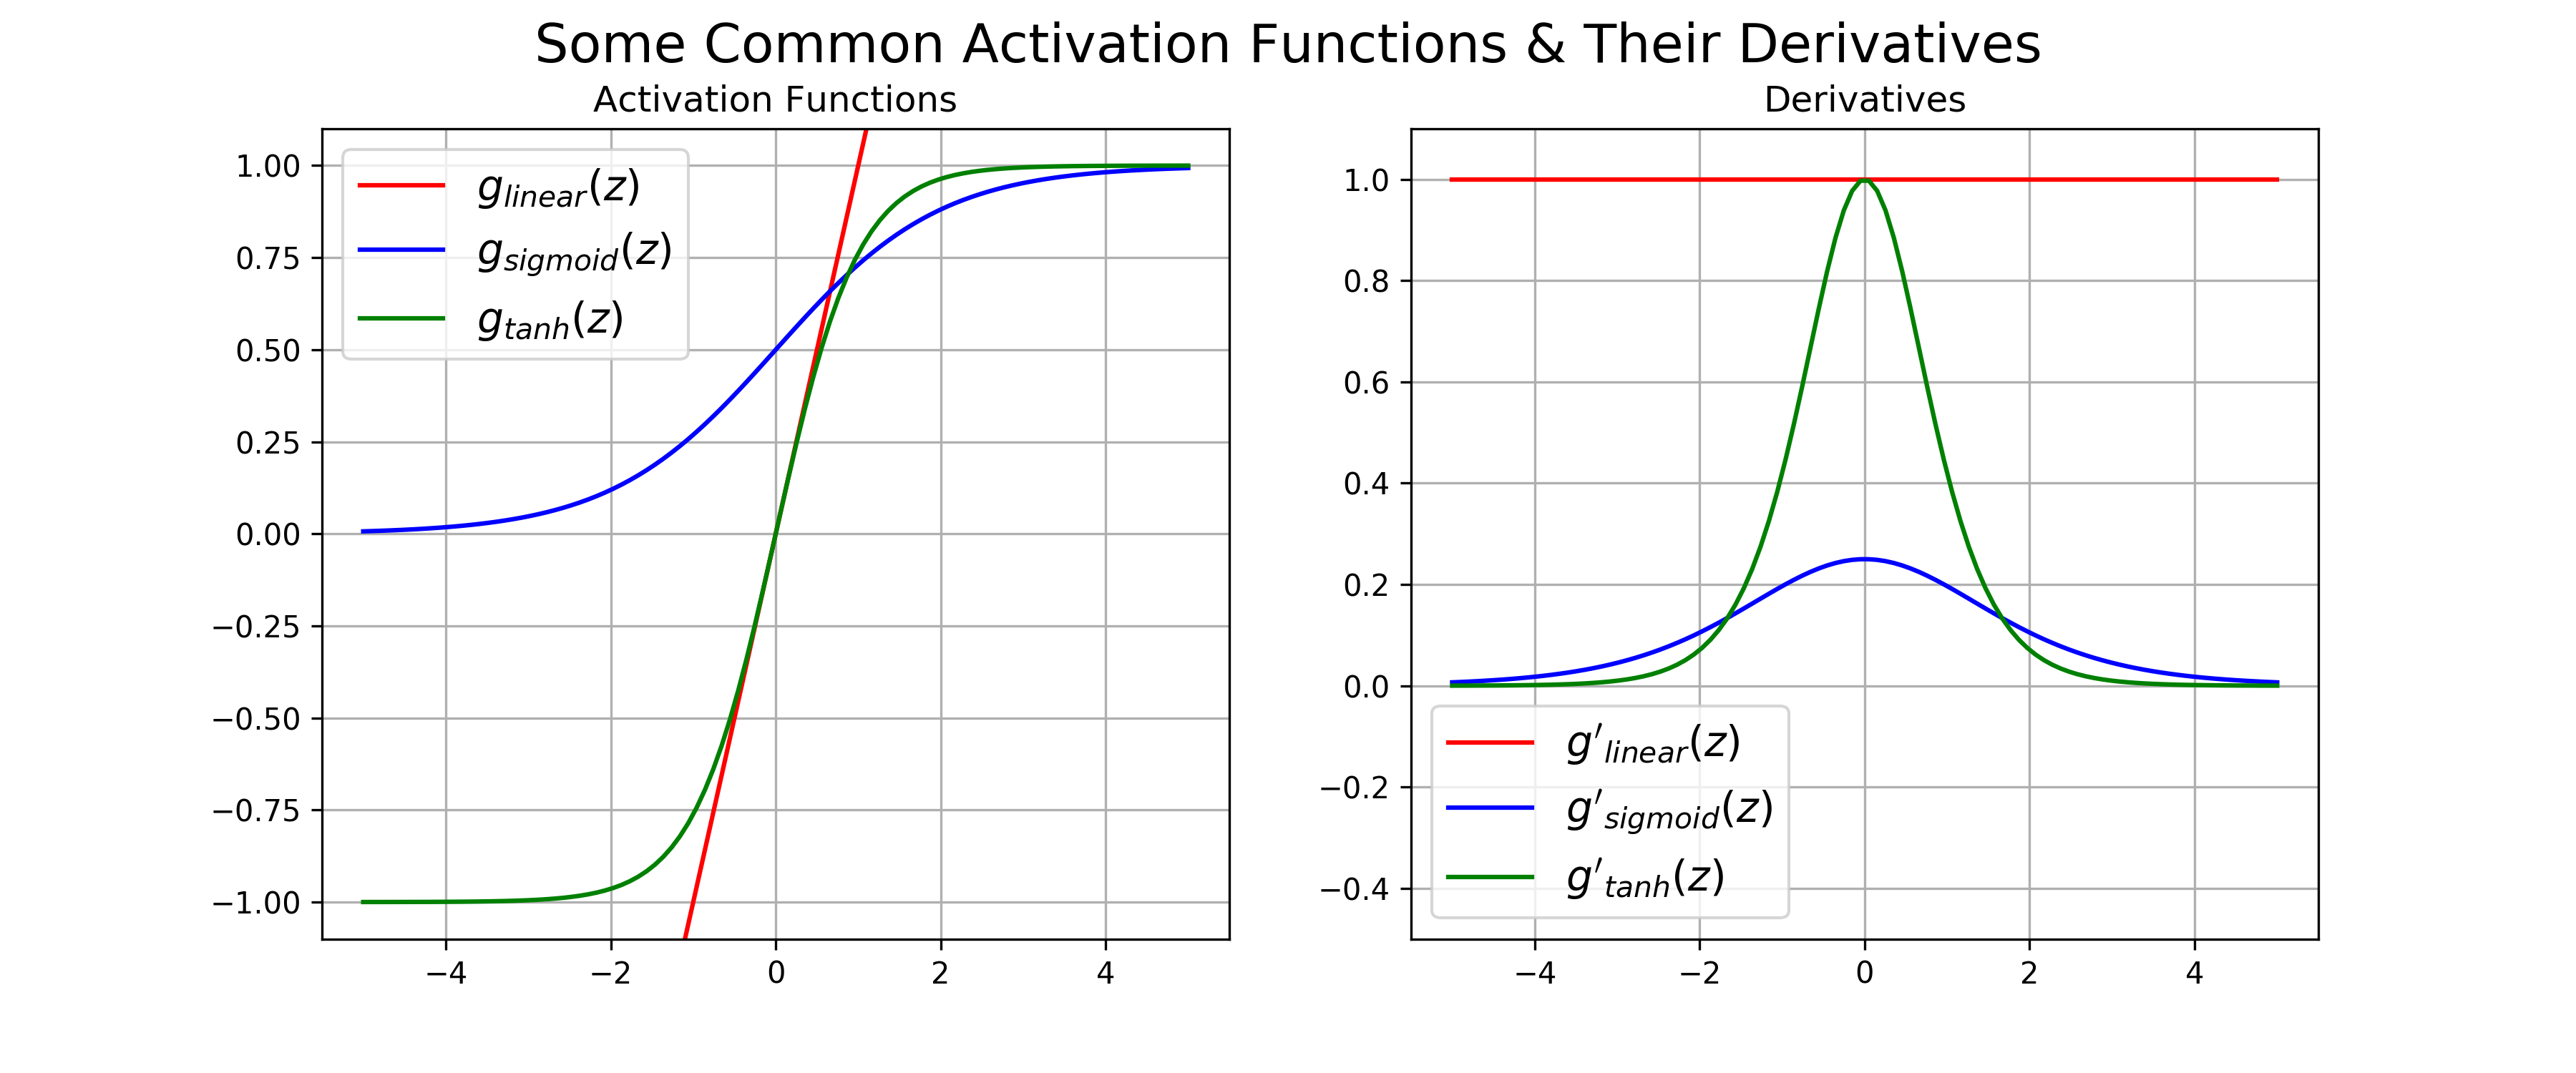 Some Common Activation Functions & Their Derivatives
Activation Functions
1.00
0.75
0.50
0.25
0.00
−0.25
−0.50
−0.75
−1.00
−4 −2 0 2 4
g_linear(z)
g_sigmoid(z)
g_tanh(z)
Derivatives
1.0
0.8
0.6
0.4
0.2
0.0
−0.2
−0.4
−4 −2 0 2 4
g′_linear(z)
g′_sigmoid(z)
g′_tanh(z)